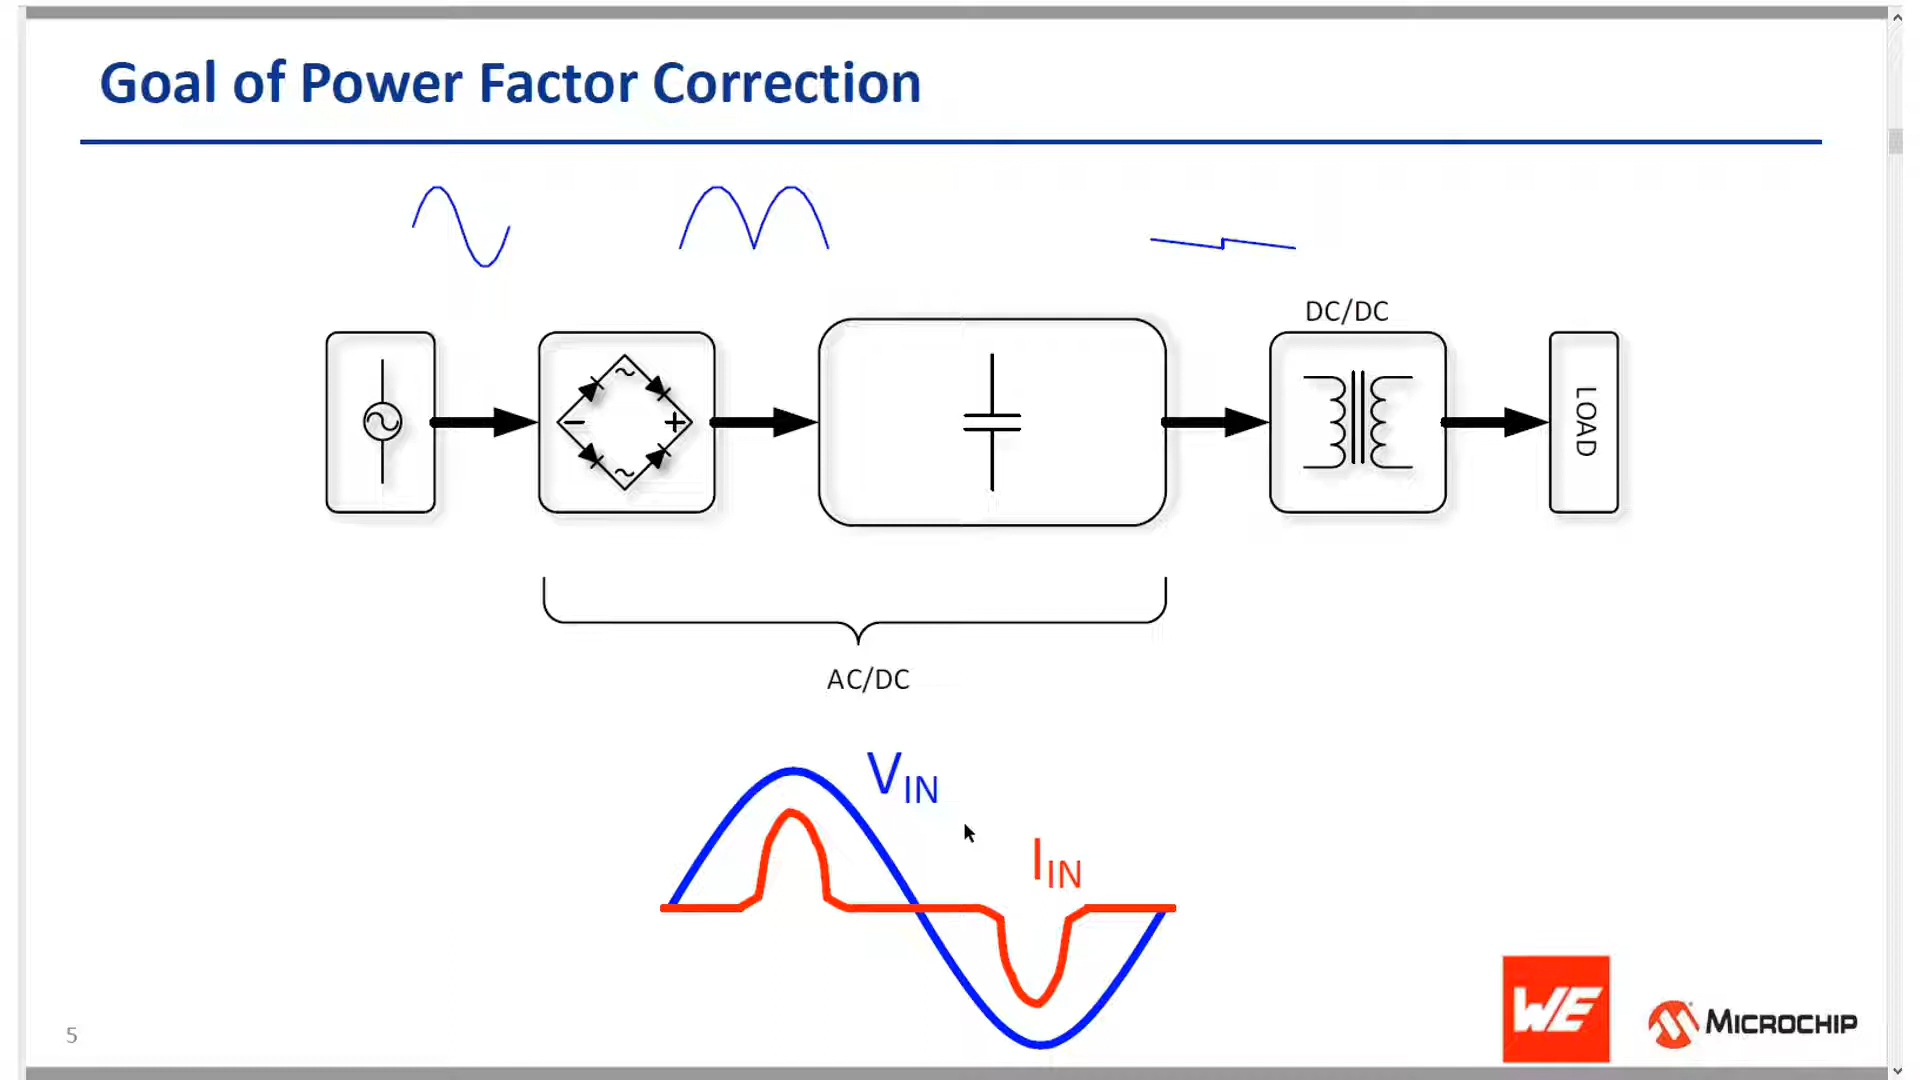 Goal of Power Factor Correction
DC/DC
LOAD
AC/DC
VIN
IIN
5
WE
MICROCHIP